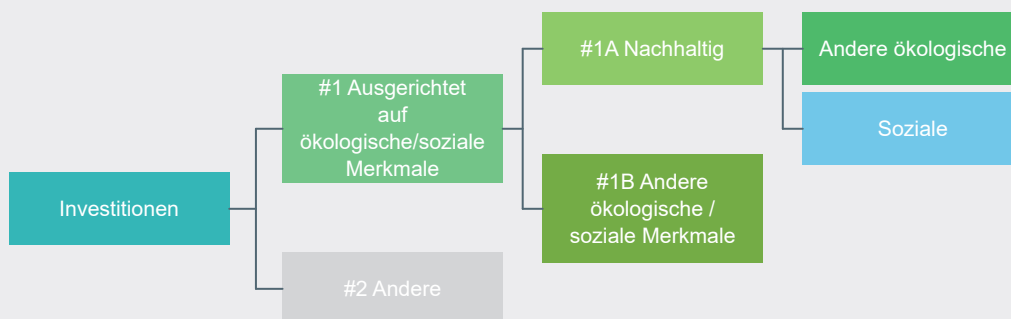 Investitionen
#1 Ausgerichtet
auf
ökologische/soziale
Merkmale
#2 Andere
#1A Nachhaltig
#1B Andere
ökologische /
soziale Merkmale
Andere ökologische
Soziale